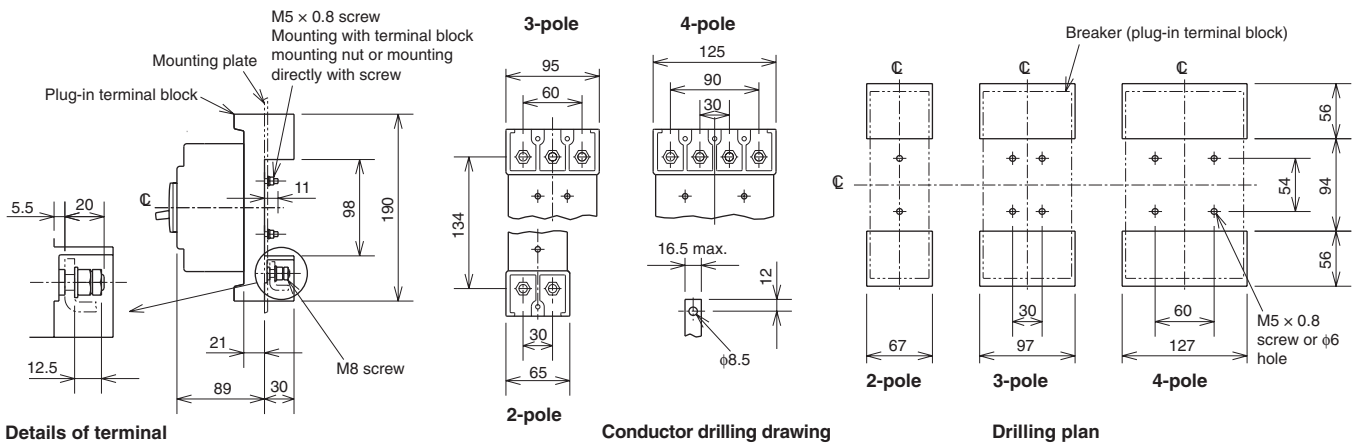 M5 × 0.8 screw
Mounting with terminal block
mounting nut or mounting
directly with screw
Mounting plate
Plug-in terminal block
℄
11
98
190
5.5
20
12.5
21
89
30
M8 screw
Details of terminal
3-pole
95
60
134
30
65
2-pole
4-pole
125
90
30
16.5 max.
12
ϕ8.5
Conductor drilling drawing
Breaker (plug-in terminal block)
℄
℄
℄
℄
56
54
94
56
30
60
M5 × 0.8
screw or ϕ6
hole
67
97
127
2-pole
3-pole
4-pole
Drilling plan